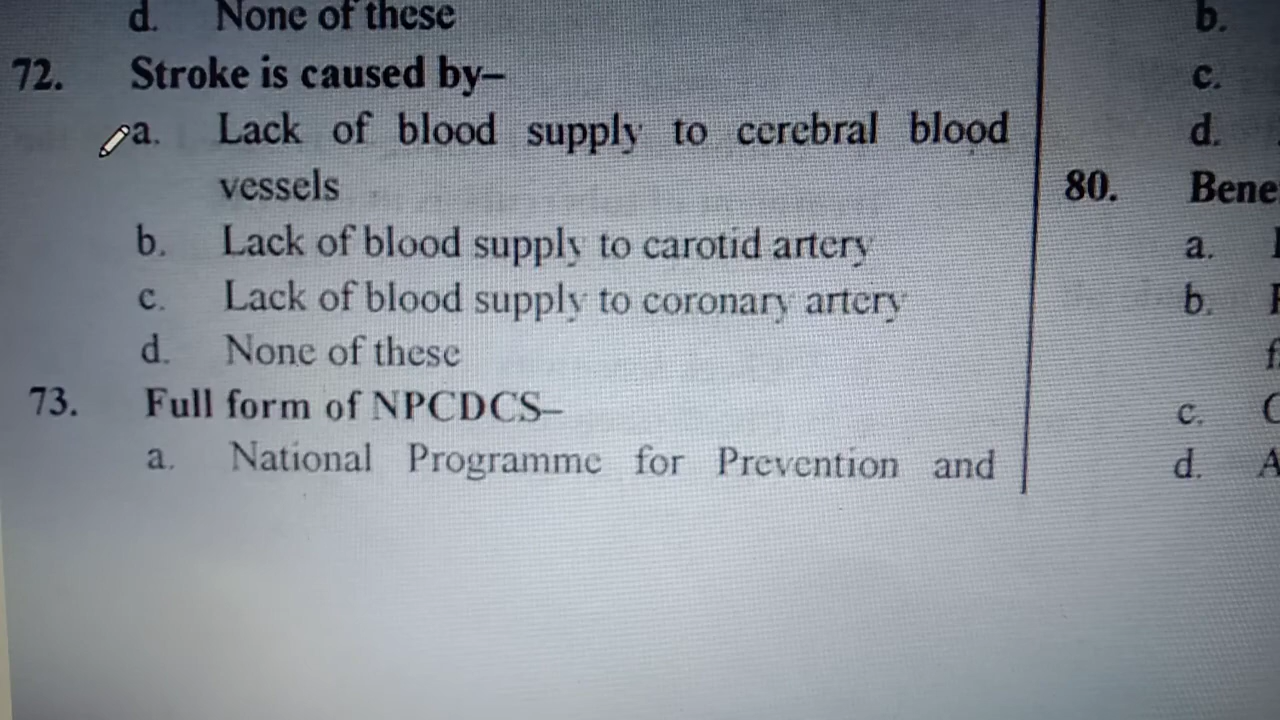 d. None of these
72. Stroke is caused by–
a. Lack of blood supply to cerebral blood
vessels
b. Lack of blood supply to carotid artery
c. Lack of blood supply to coronary artery
d. None of these
73. Full form of NPCDCS–
a. National Programme for Prevention and
b.
c.
d.
80. Bene
a.
b.
c.
d. A